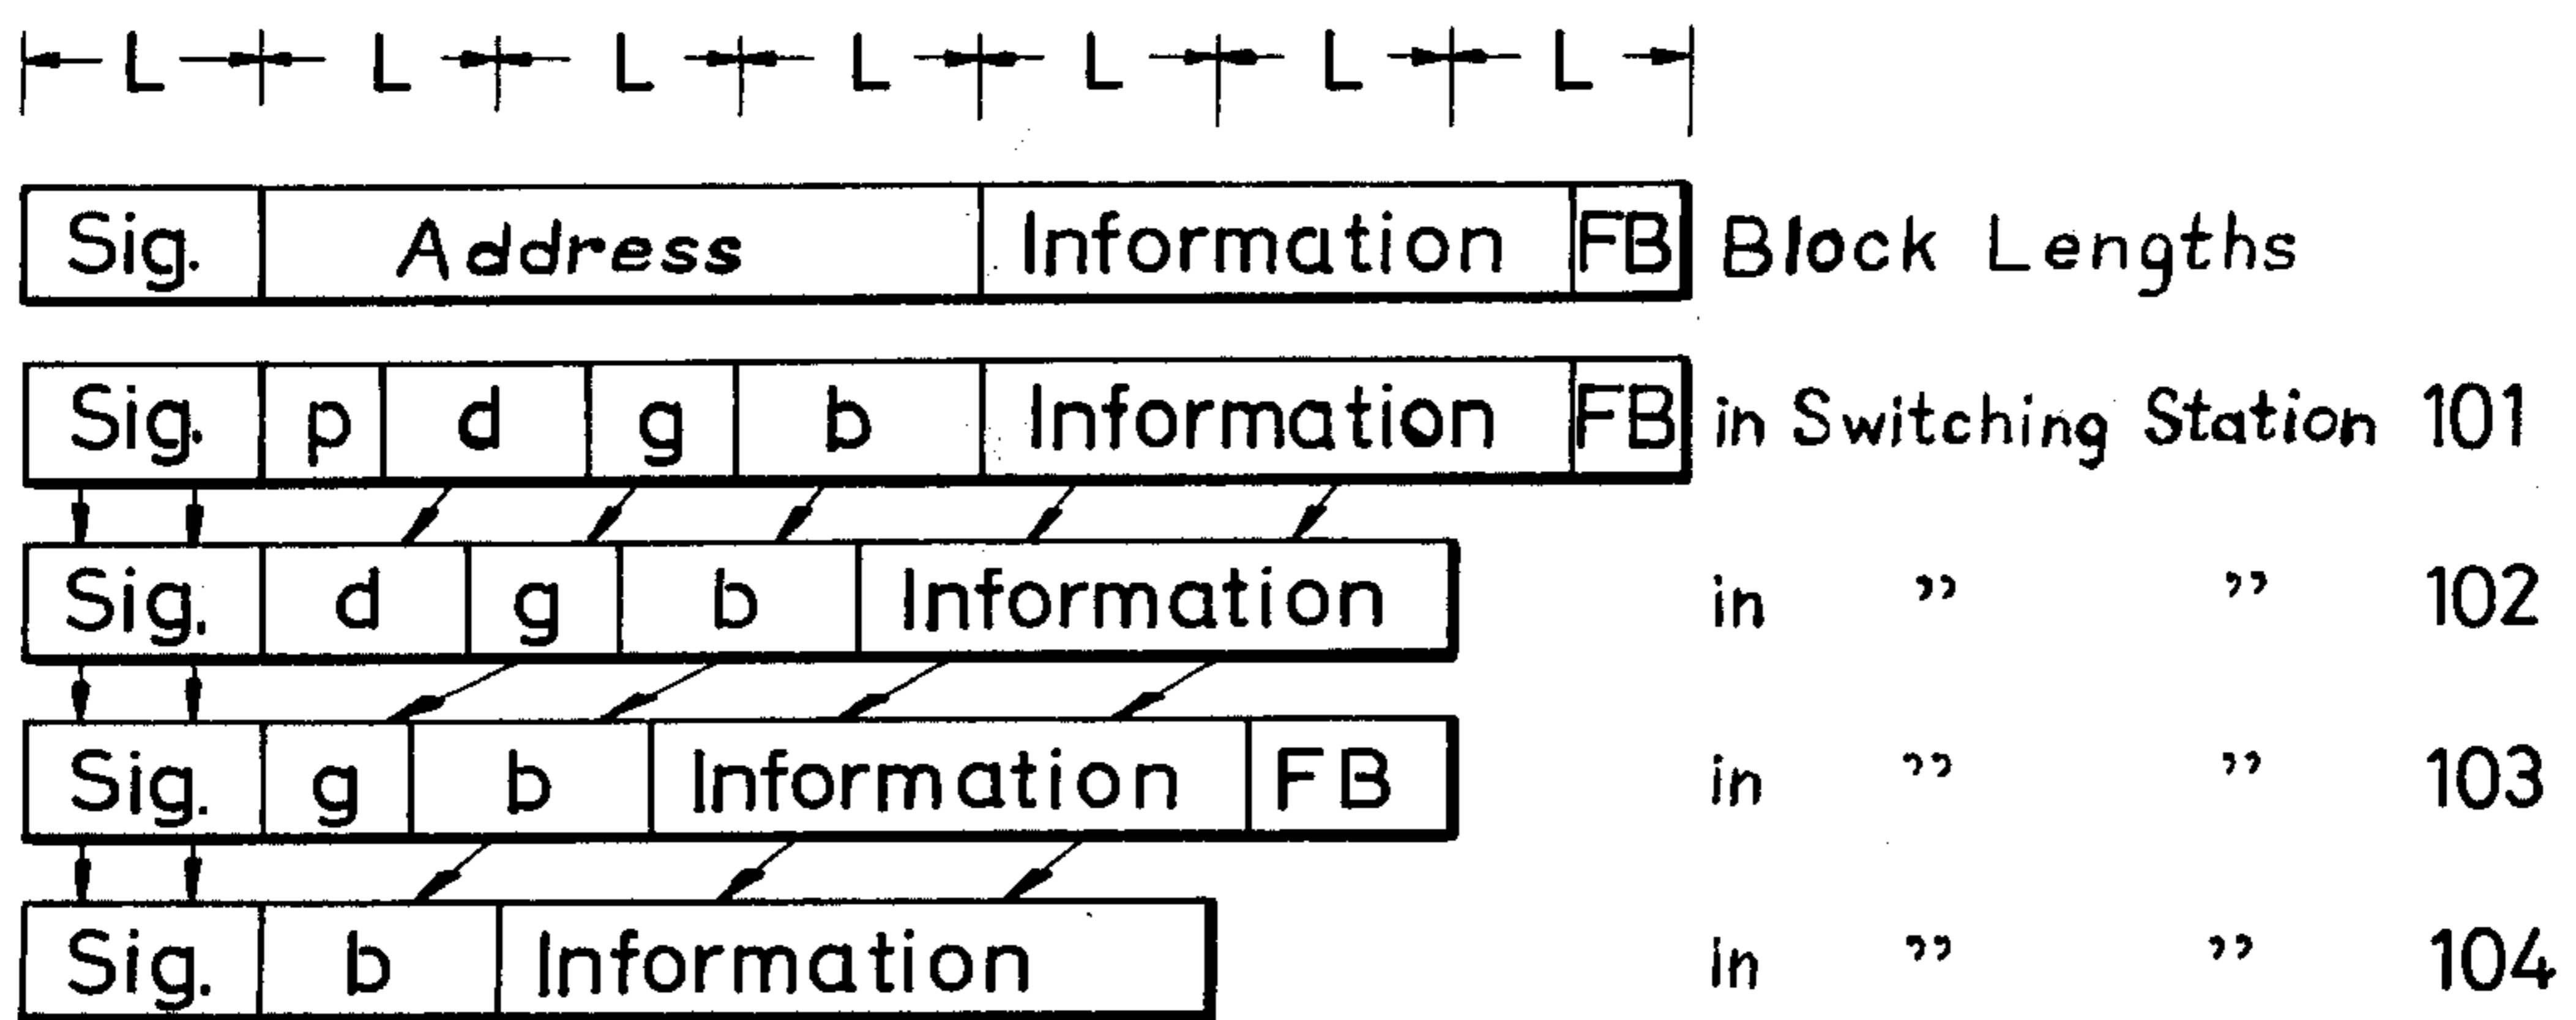 L L L L L L L
Sig. Address Information FB Block Lengths
Sig. p d g b Information FB in Switching Station 101
Sig. d g b Information in ” ” 102
Sig. g b Information FB in ” ” 103
Sig. b Information in ” ” 104